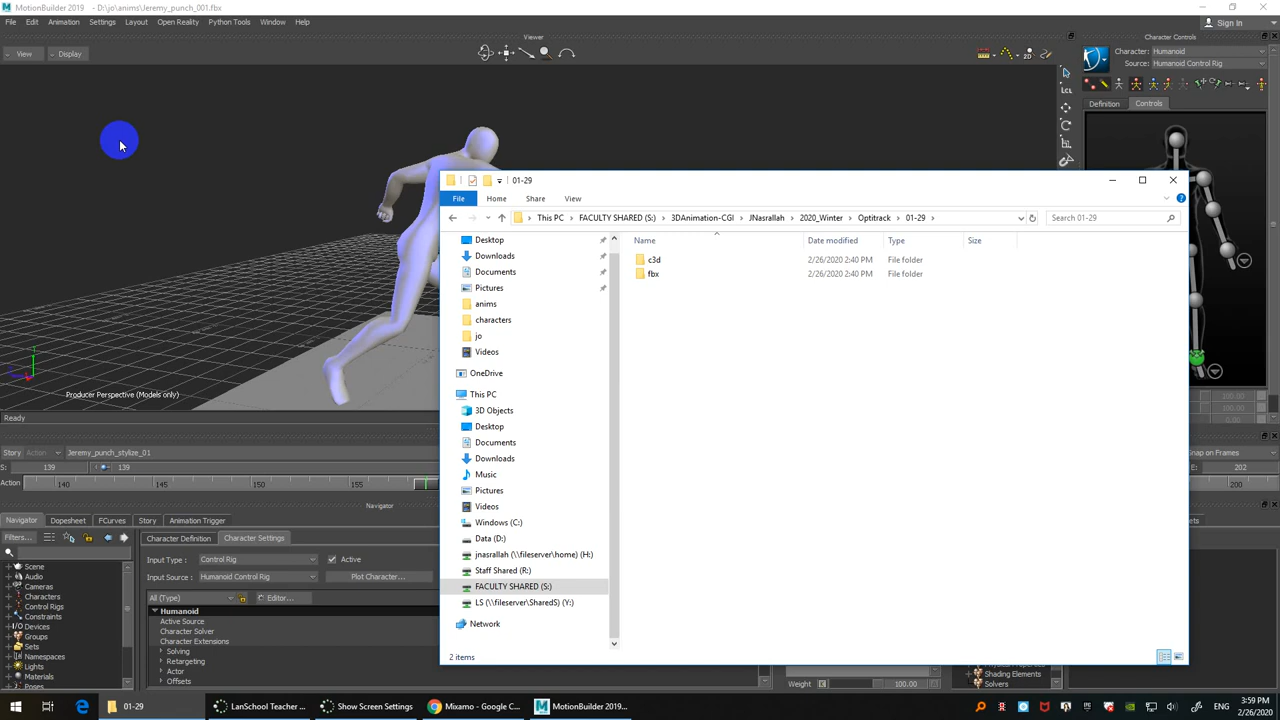 MotionBuilder 2019 - D:\jo\anims\Jeremy_punch_001.fbx
File Edit Animation Settings Layout Open Reality Python Tools Window Help
Sign In
Viewer
Character Controls
View Display
2D
Character: Humanoid
Source: Humanoid Control Rig
LCL
Definition Controls
01-29
File Home Share View
This PC FACULTY SHARED (S:) 3DAnimation-CGI JNasrallah 2020_Winter Optitrack 01-29
Search 01-29
Name Date modified Type Size
c3d 2/26/2020 2:40 PM File folder
fbx 2/26/2020 2:40 PM File folder
Desktop
Downloads
Documents
Pictures
anims
characters
jo
Videos
OneDrive
This PC
3D Objects
Desktop
Documents
Downloads
Music
Pictures
Videos
Windows (C:)
Data (D:)
jnasrallah (\\fileserver\home) (H:)
Staff Shared (R:)
FACULTY SHARED (S:)
LS (\\fileserver\SharedS) (Y:)
Network
2 items
Producer Perspective (Models only)
Ready
Story Action Jeremy_punch_stylize_01
S: 139 139
Action 140 145 150 155
Snap on Frames
E: 202
200
Navigator
Navigator Dopesheet FCurves Story Animation Trigger
Filters...
Scene
Audio
Cameras
Characters
Control Rigs
Constraints
Devices
Groups
Sets
Namespaces
Lights
Materials
Poses
Character Definition Character Settings
Input Type: Control Rig Active
Input Source: Humanoid Control Rig Plot Character...
All (Type) Editor...
Humanoid
Active Source
Character Solver
Character Extensions
Solving
Retargeting
Actor
Offsets
Weight 100.00
Shading Elements
Solvers
01-29 LanSchool Teacher ... Show Screen Settings Mixamo - Google C... MotionBuilder 2019...
3:59 PM
2/26/2020